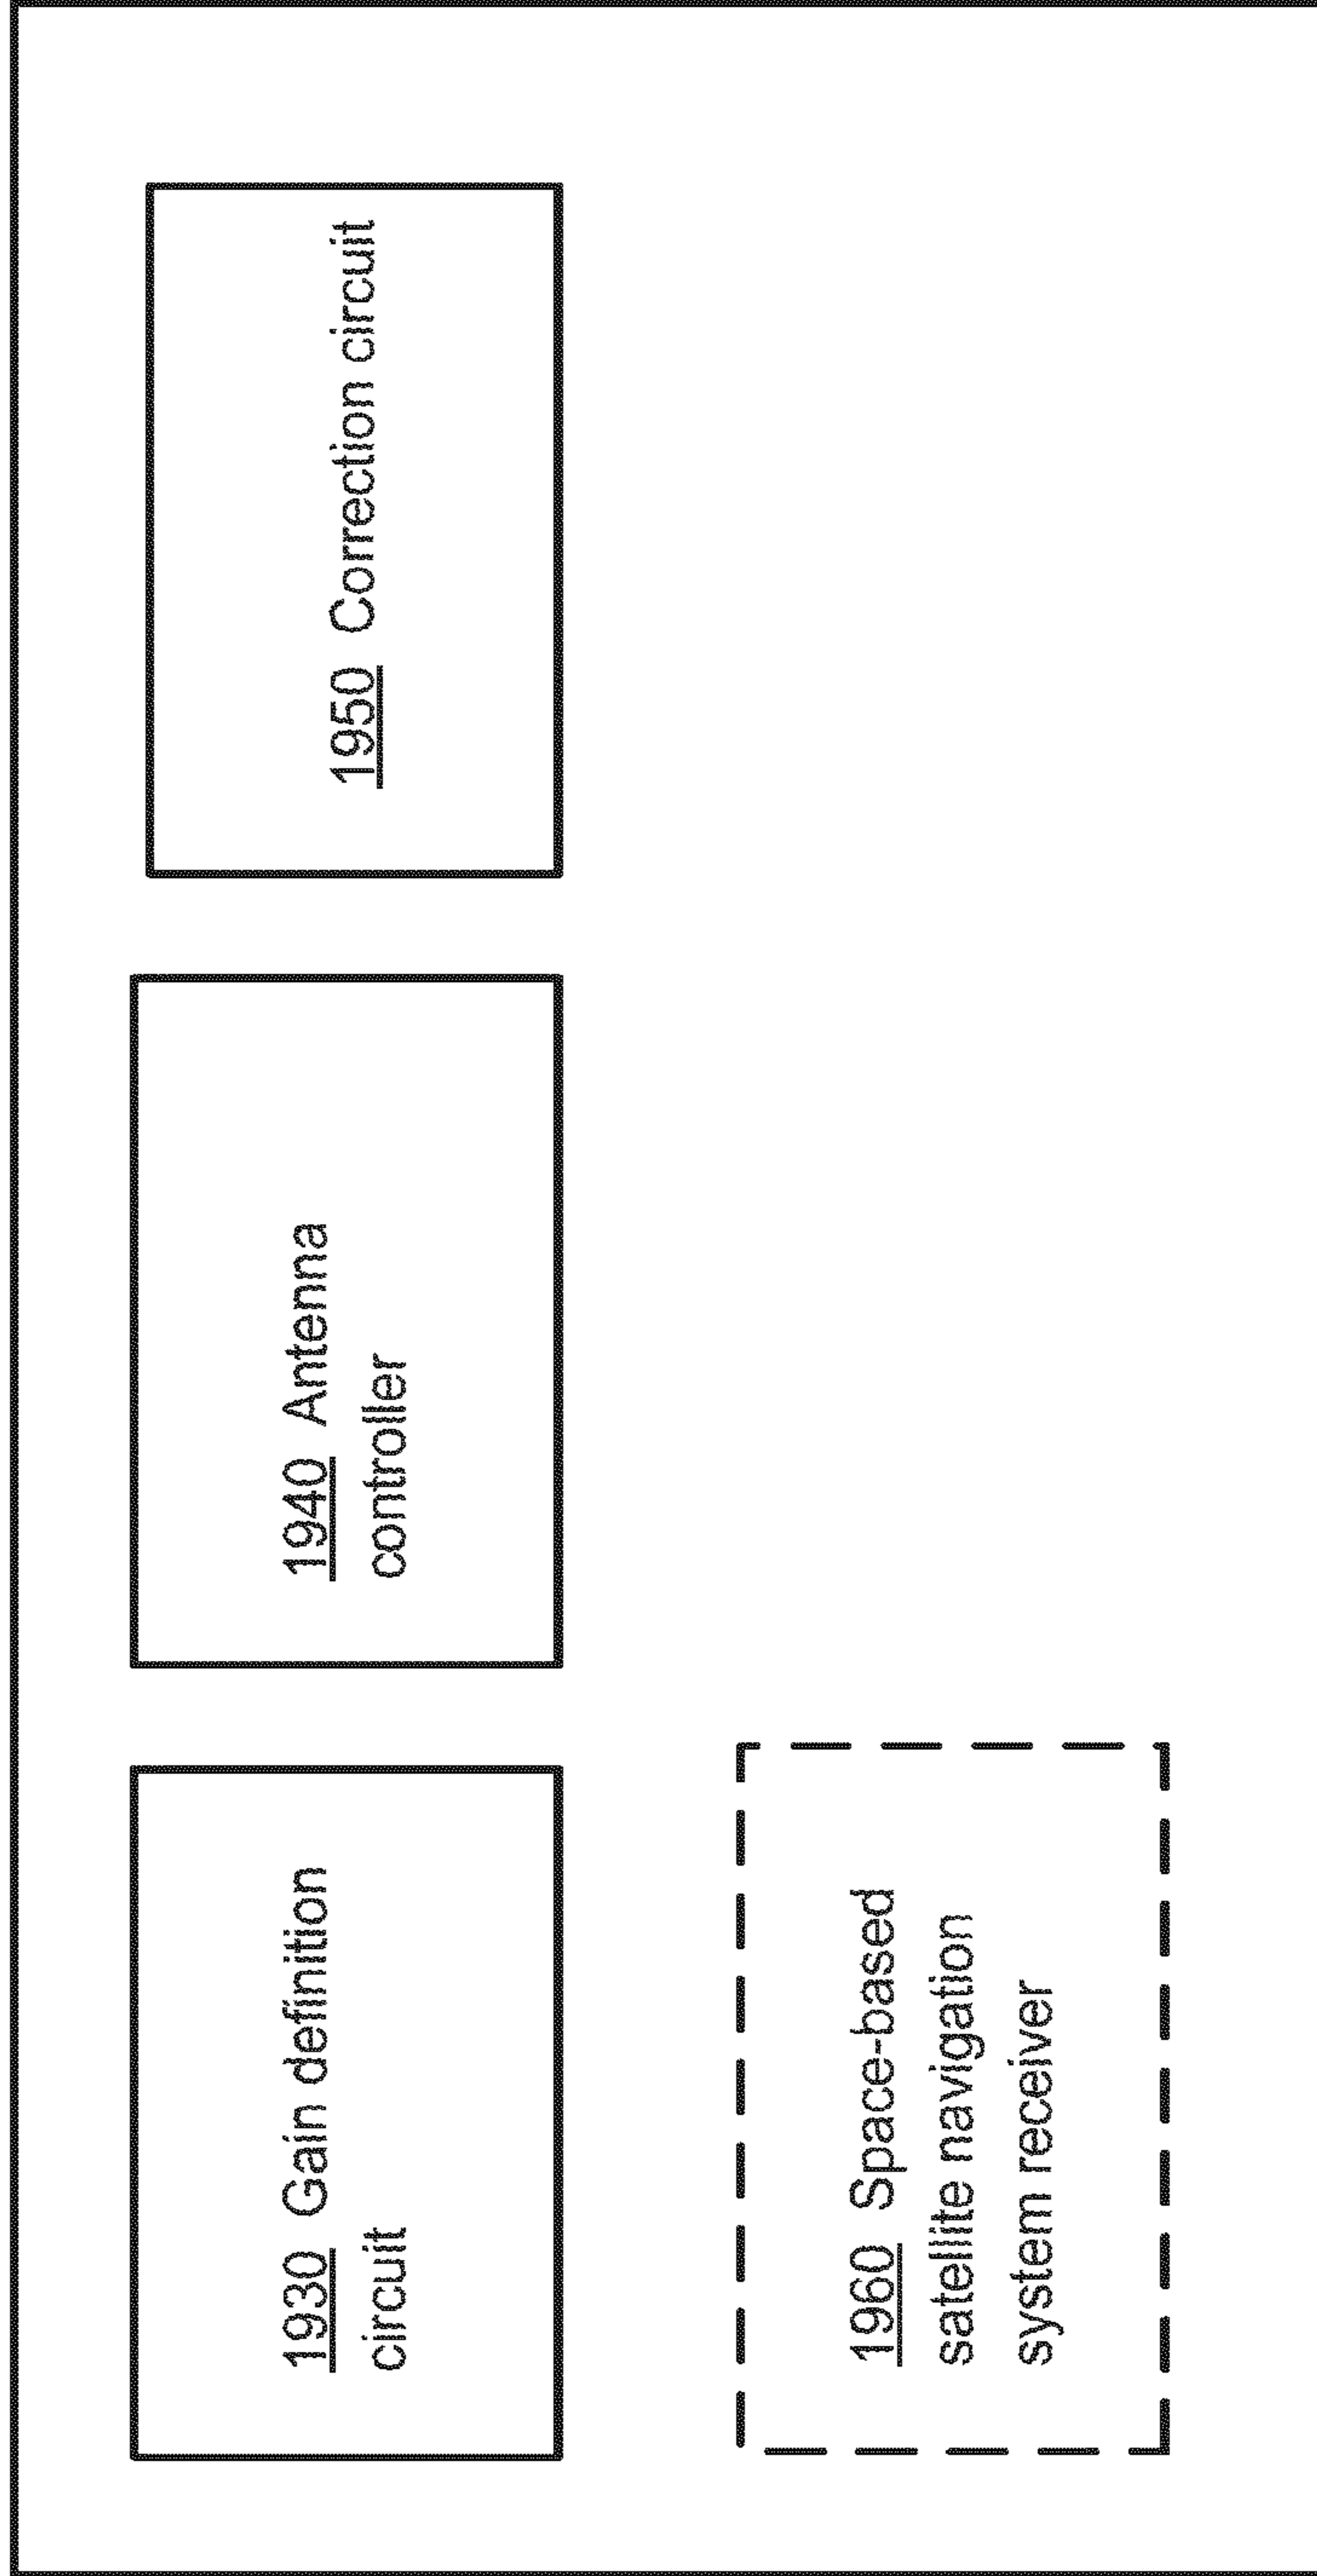 1930 Gain definition
circuit
1940 Antenna
controller
1950 Correction circuit
1960 Space-based
satellite navigation
system receiver